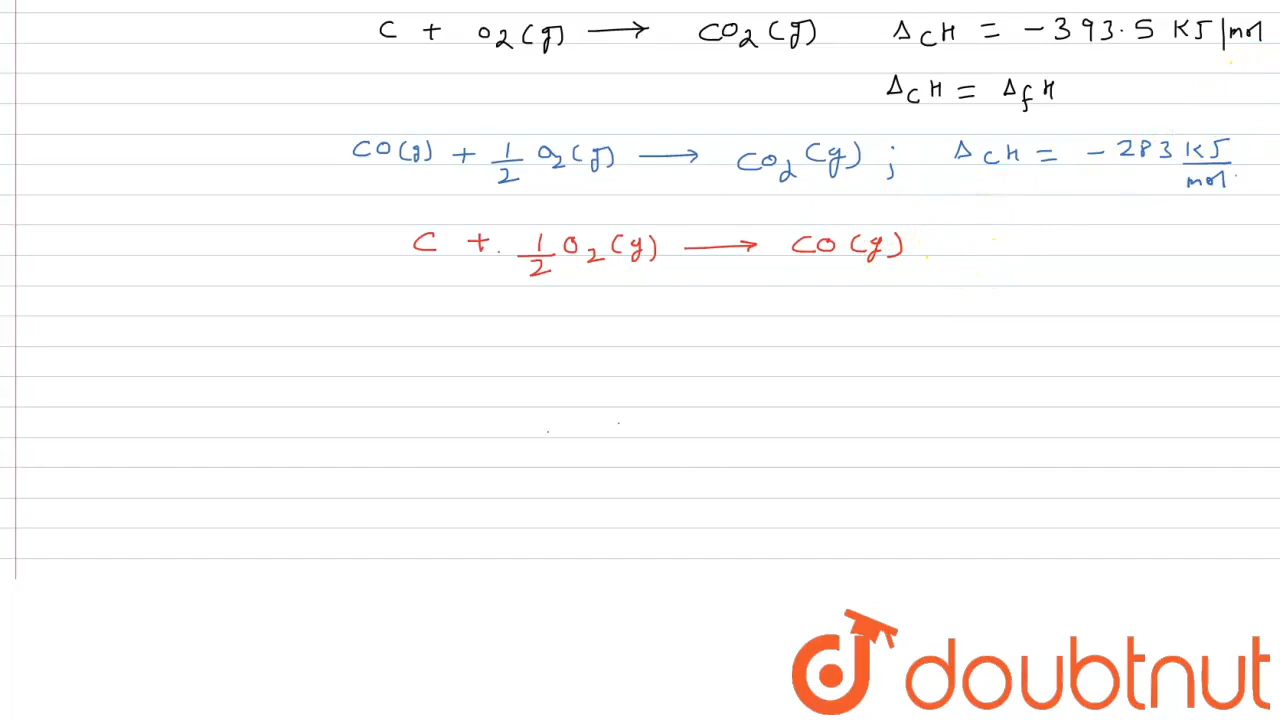 C + O₂(g) ⟶ CO₂(g) ΔcH = -393.5 KJ/mol
ΔcH = ΔfH
CO(g) + 1/2 O₂(g) ⟶ CO₂(g) ; ΔcH = -283 KJ/mol.
C + 1/2 O₂(g) ⟶ CO(g)
doubtnut